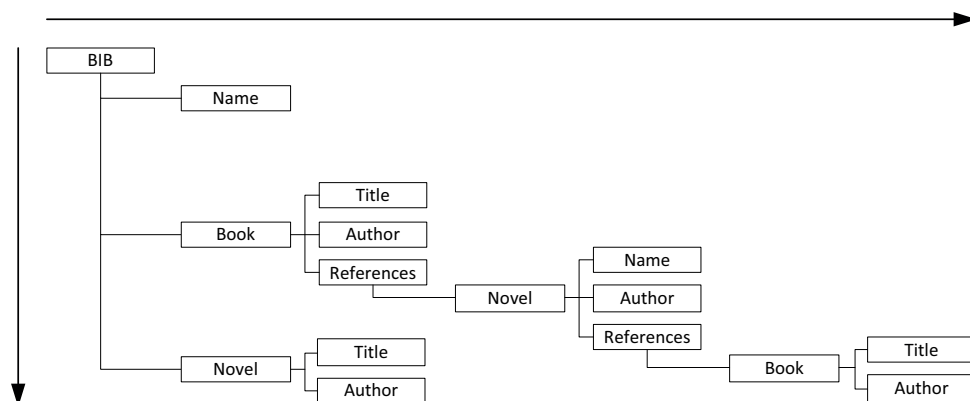 BIB
Name
Title
Book
Author
References
Name
Novel
Author
References
Title
Novel
Title
Book
Author
Author